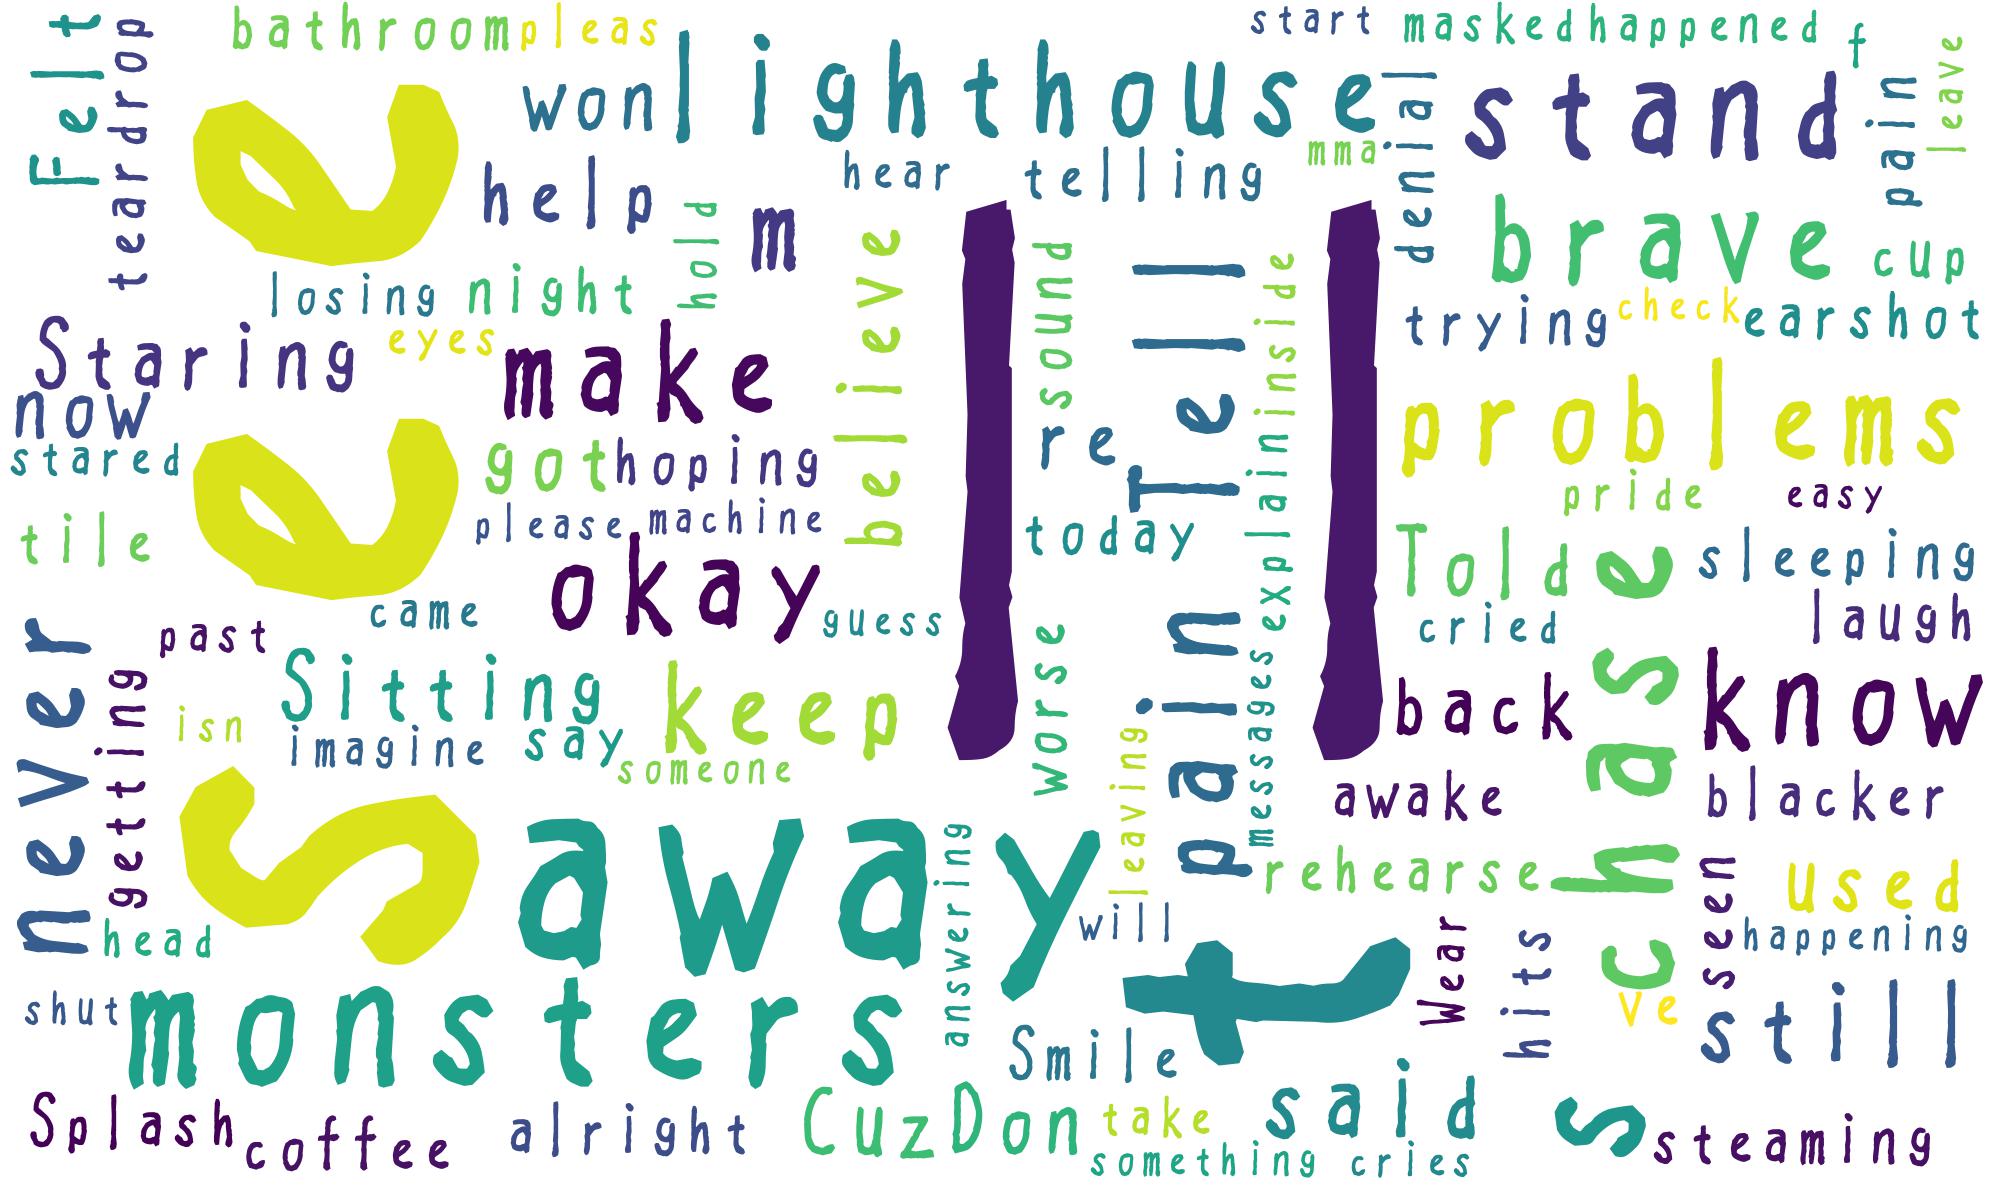 Felt
teardrop
bathroom
pleas
won
lighthouse
start
masked
happened
f
leave
pain
stand
denial
mma
e
help
hear
telling
hold
m
believe
ll
sound
Tell
inside
brave
cup
losing
night
trying
check
earshot
Staring
eyes
make
now
stared
e
got
hoping
re
problems
please
machine
pride
easy
tile
okay
today
explain
Told
sleeping
came
guess
cried
laugh
never
past
getting
Sitting
keep
worse
pain
messages
back
chase
know
isn
imagine
say
someone
leaving
awake
blacker
s
away
answering
rehearse
seen
used
head
will
t
Wear
hits
happening
shut
monsters
Smile
ve
still
Splash
coffee
alright
Cuz
Don
take
said
s
steaming
something
cries